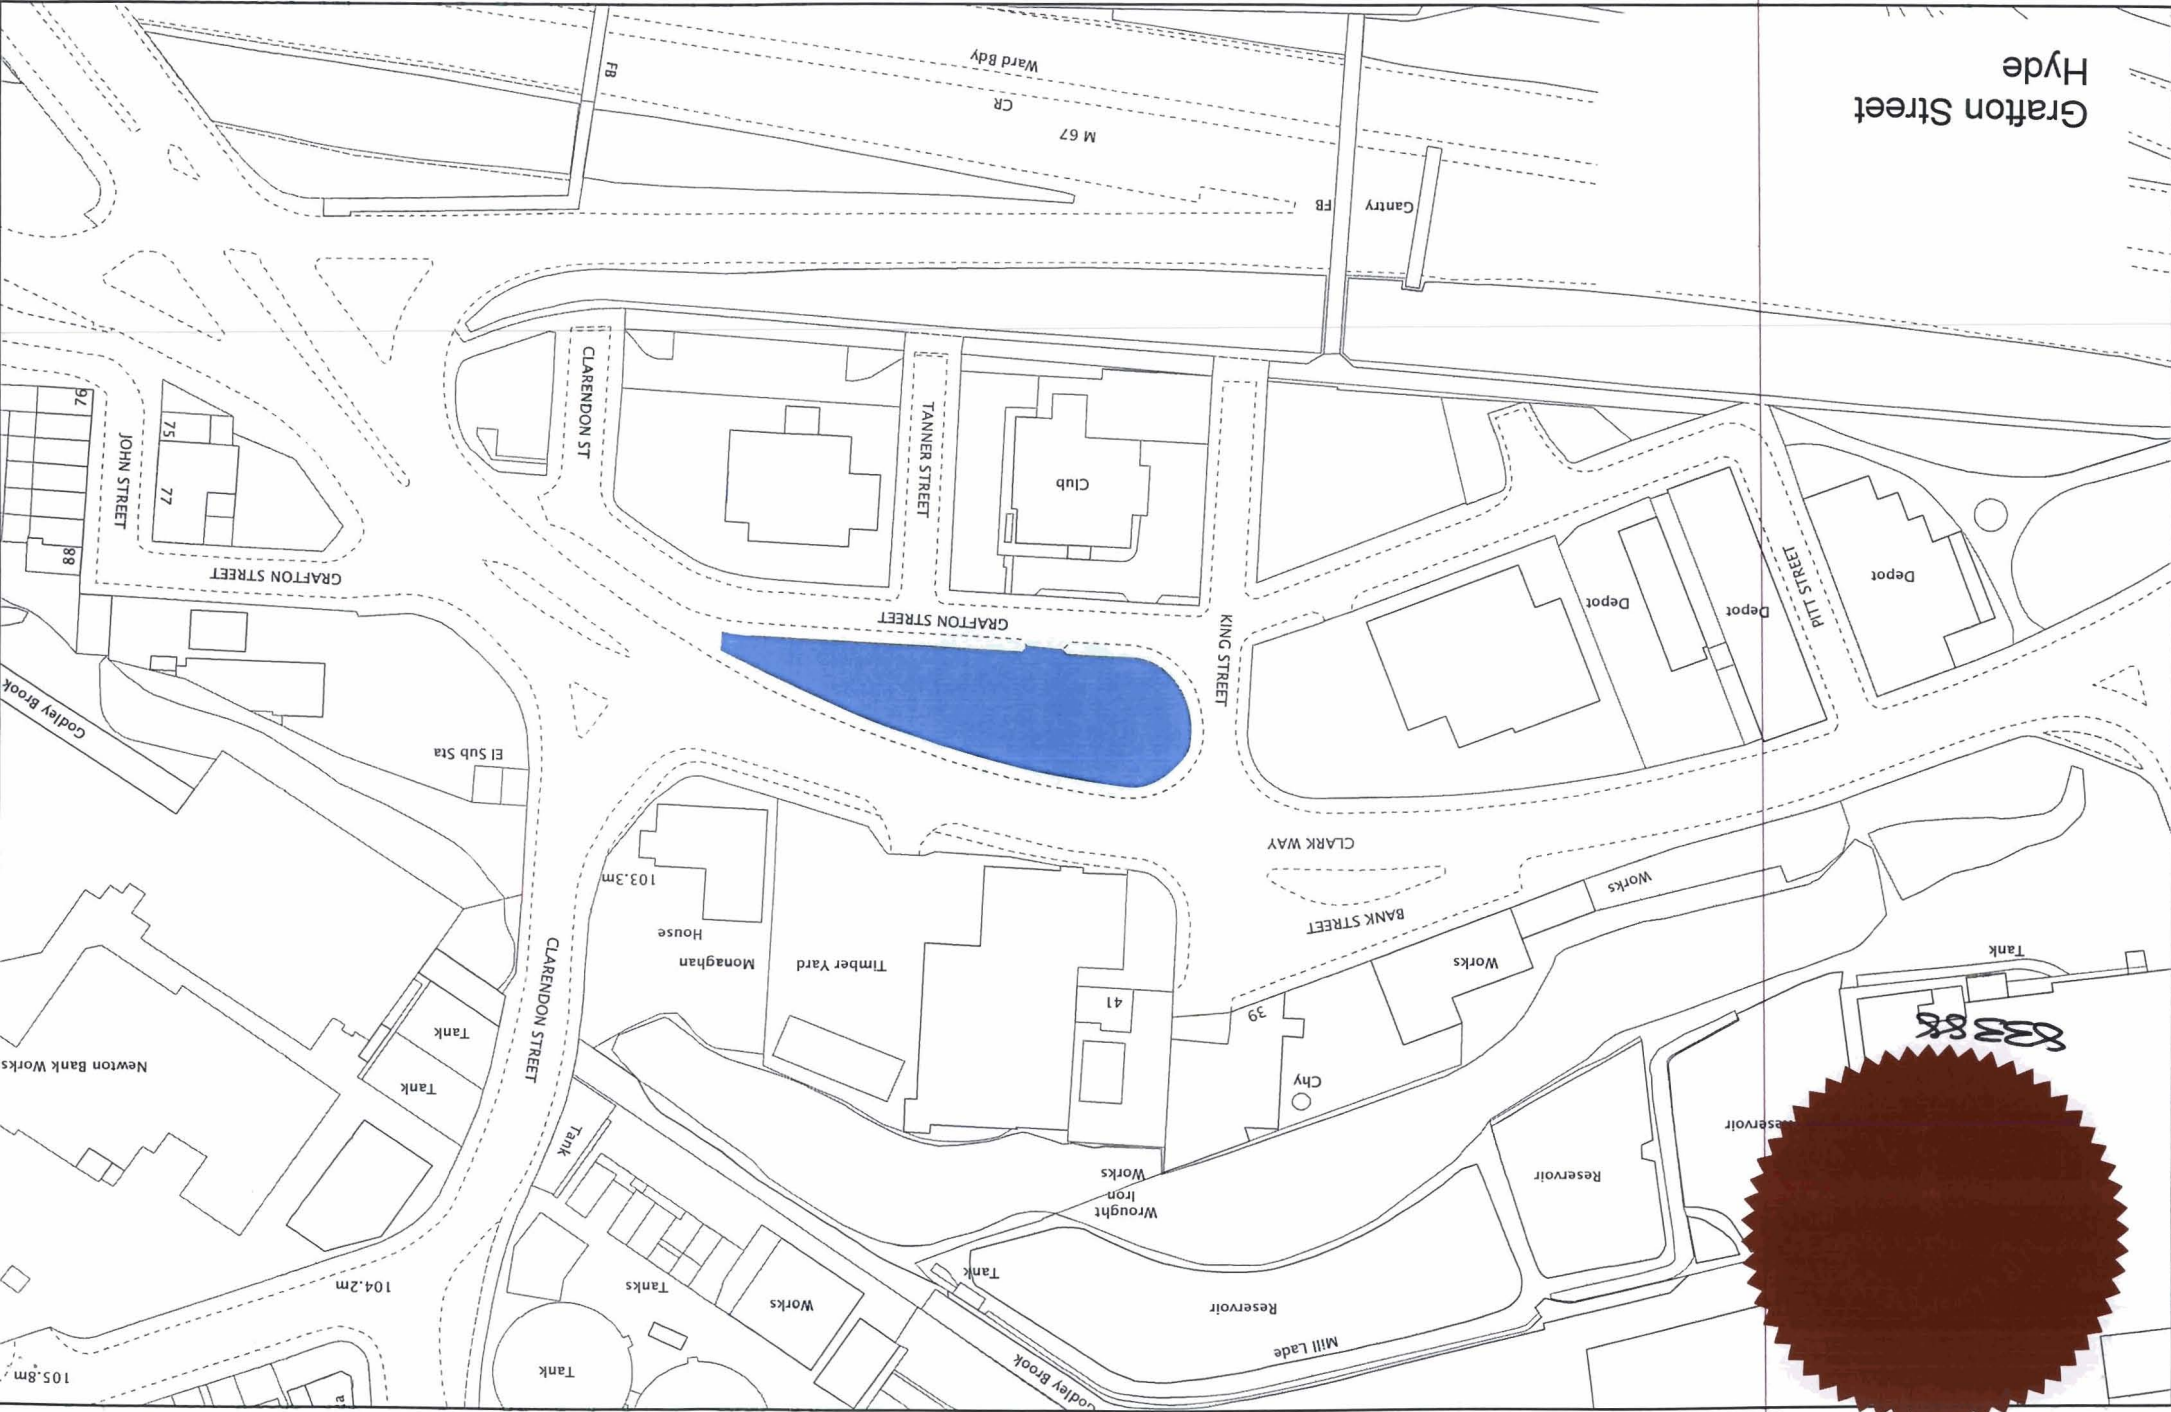 Grafton Street
Hyde
Ward Bdy
CR
M 67
FB
FB
Gantry
CLARENDON ST
TANNER STREET
Club
76
75
77
88
JOHN STREET
GRAFTON STREET
GRAFTON STREET
KING STREET
PITT STREET
Depot
Depot
Depot
Godley Brook
El Sub Sta
CLARK WAY
BANK STREET
Works
Works
103.3m
Monaghan
House
Timber Yard
41
39
Chy
Tank
83388
CLARENDON STREET
Newton Bank Works
Tank
Tank
Tank
Wrought
Iron
Works
Reservoir
Reservoir
Reservoir
Tank
Tanks
Works
Tank
104.2m
105.8m
Mill Lade
Godley Brook